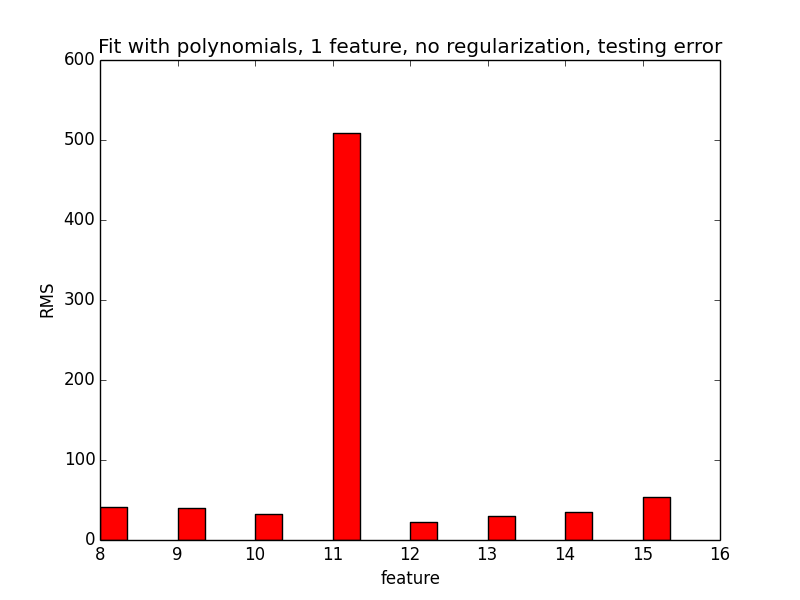 Fit with polynomials, 1 feature, no regularization, testing error
600
500
400
300
200
100
0
RMS
8 9 10 11 12 13 14 15 16
feature